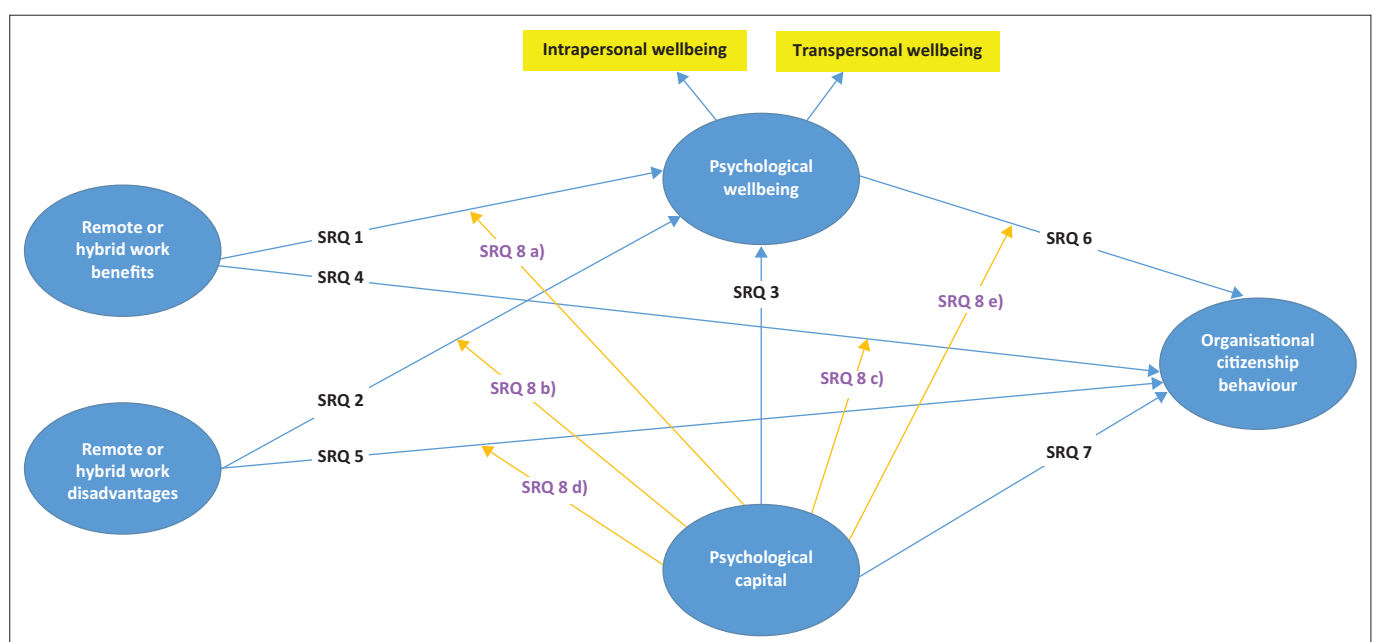 Intrapersonal wellbeing
Transpersonal wellbeing
Psychological
wellbeing
Remote or
hybrid work
benefits
SRQ 1
SRQ 8 a)
SRQ 6
SRQ 4
SRQ 3
SRQ 8 e)
Organisational
citizenship
behaviour
SRQ 8 b)
SRQ 8 c)
SRQ 2
Remote or
hybrid work
disadvantages
SRQ 5
SRQ 7
SRQ 8 d)
Psychological
capital